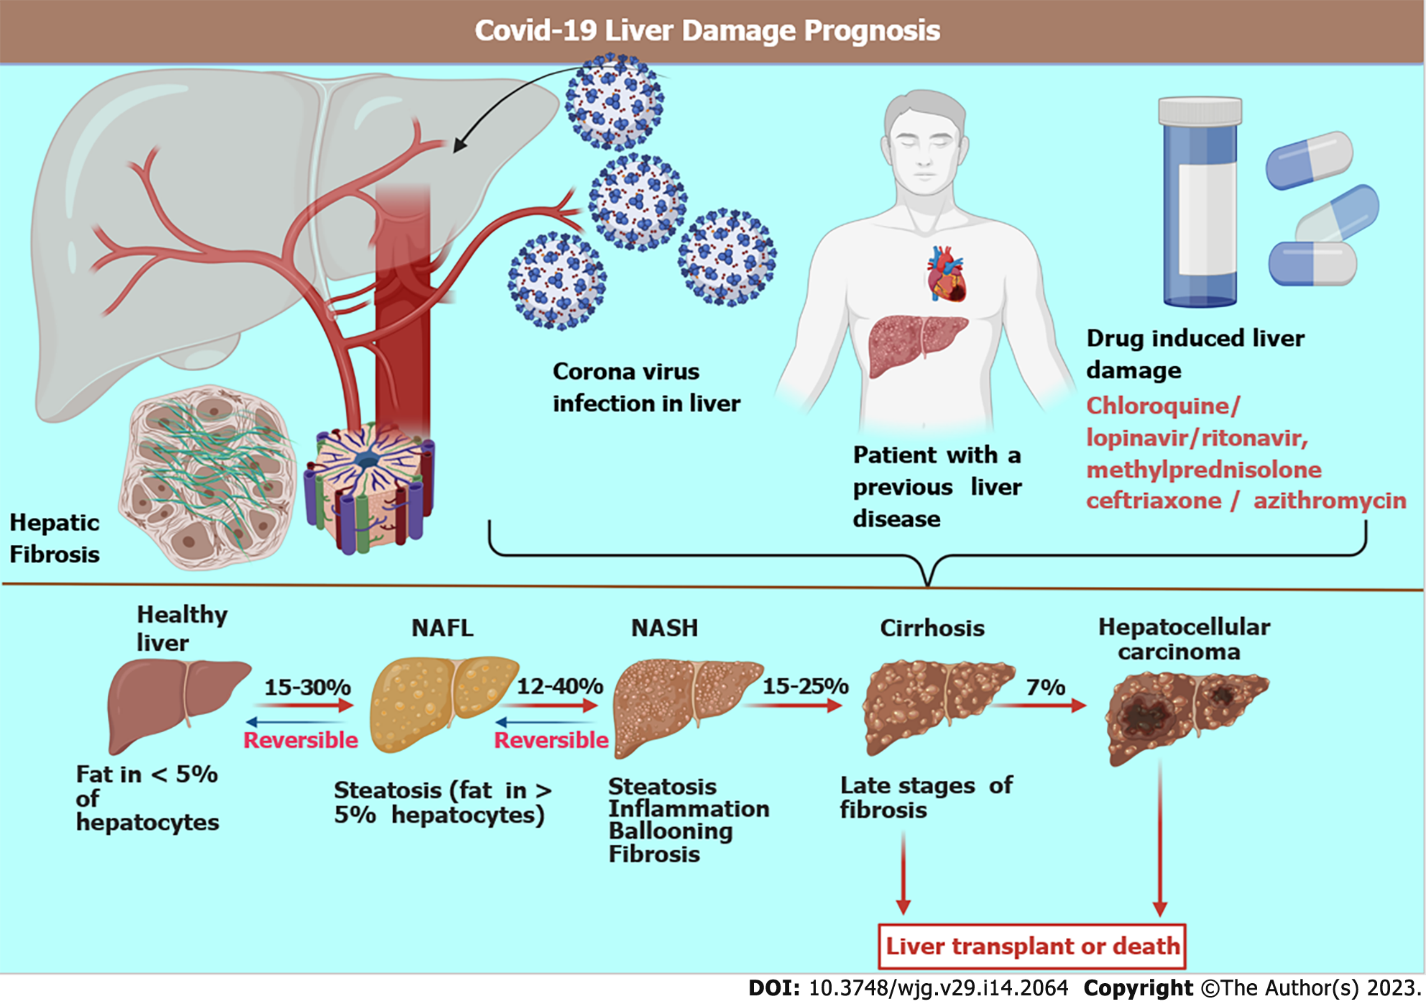 Covid-19 Liver Damage Prognosis
Corona virus
infection in liver
Patient with a
previous liver
disease
Drug induced liver
damage
Chloroquine/
lopinavir/ritonavir,
methylprednisolone
ceftriaxone / azithromycin
Hepatic
Fibrosis
Healthy
liver
NAFL
NASH
Cirrhosis
Hepatocellular
carcinoma
15-30%
Reversible
12-40%
Reversible
15-25%
7%
Fat in < 5%
of
hepatocytes
Steatosis (fat in >
5% hepatocytes)
Steatosis
Inflammation
Ballooning
Fibrosis
Late stages of
fibrosis
Liver transplant or death
DOI: 10.3748/wjg.v29.i14.2064 Copyright ©The Author(s) 2023.